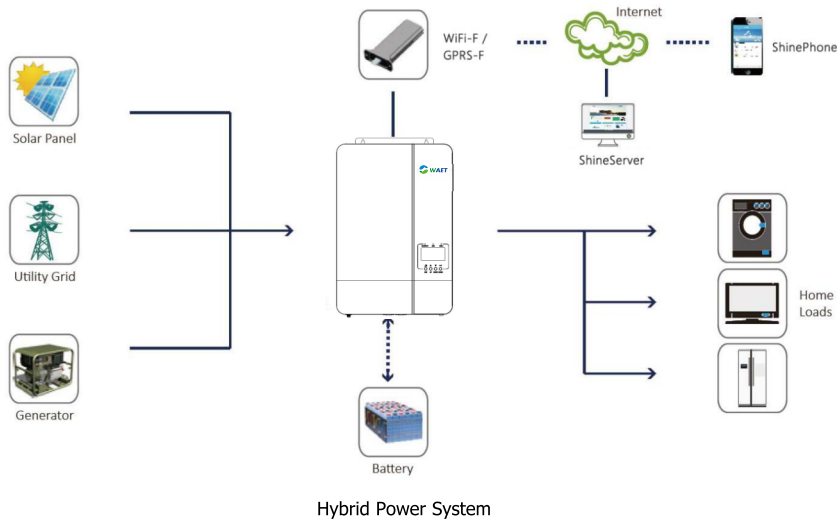 Internet
WiFi-F /
GPRS-F
ShinePhone
Solar Panel
ShineServer
WAFT
Utility Grid
Home
Loads
Generator
Battery
Hybrid Power System